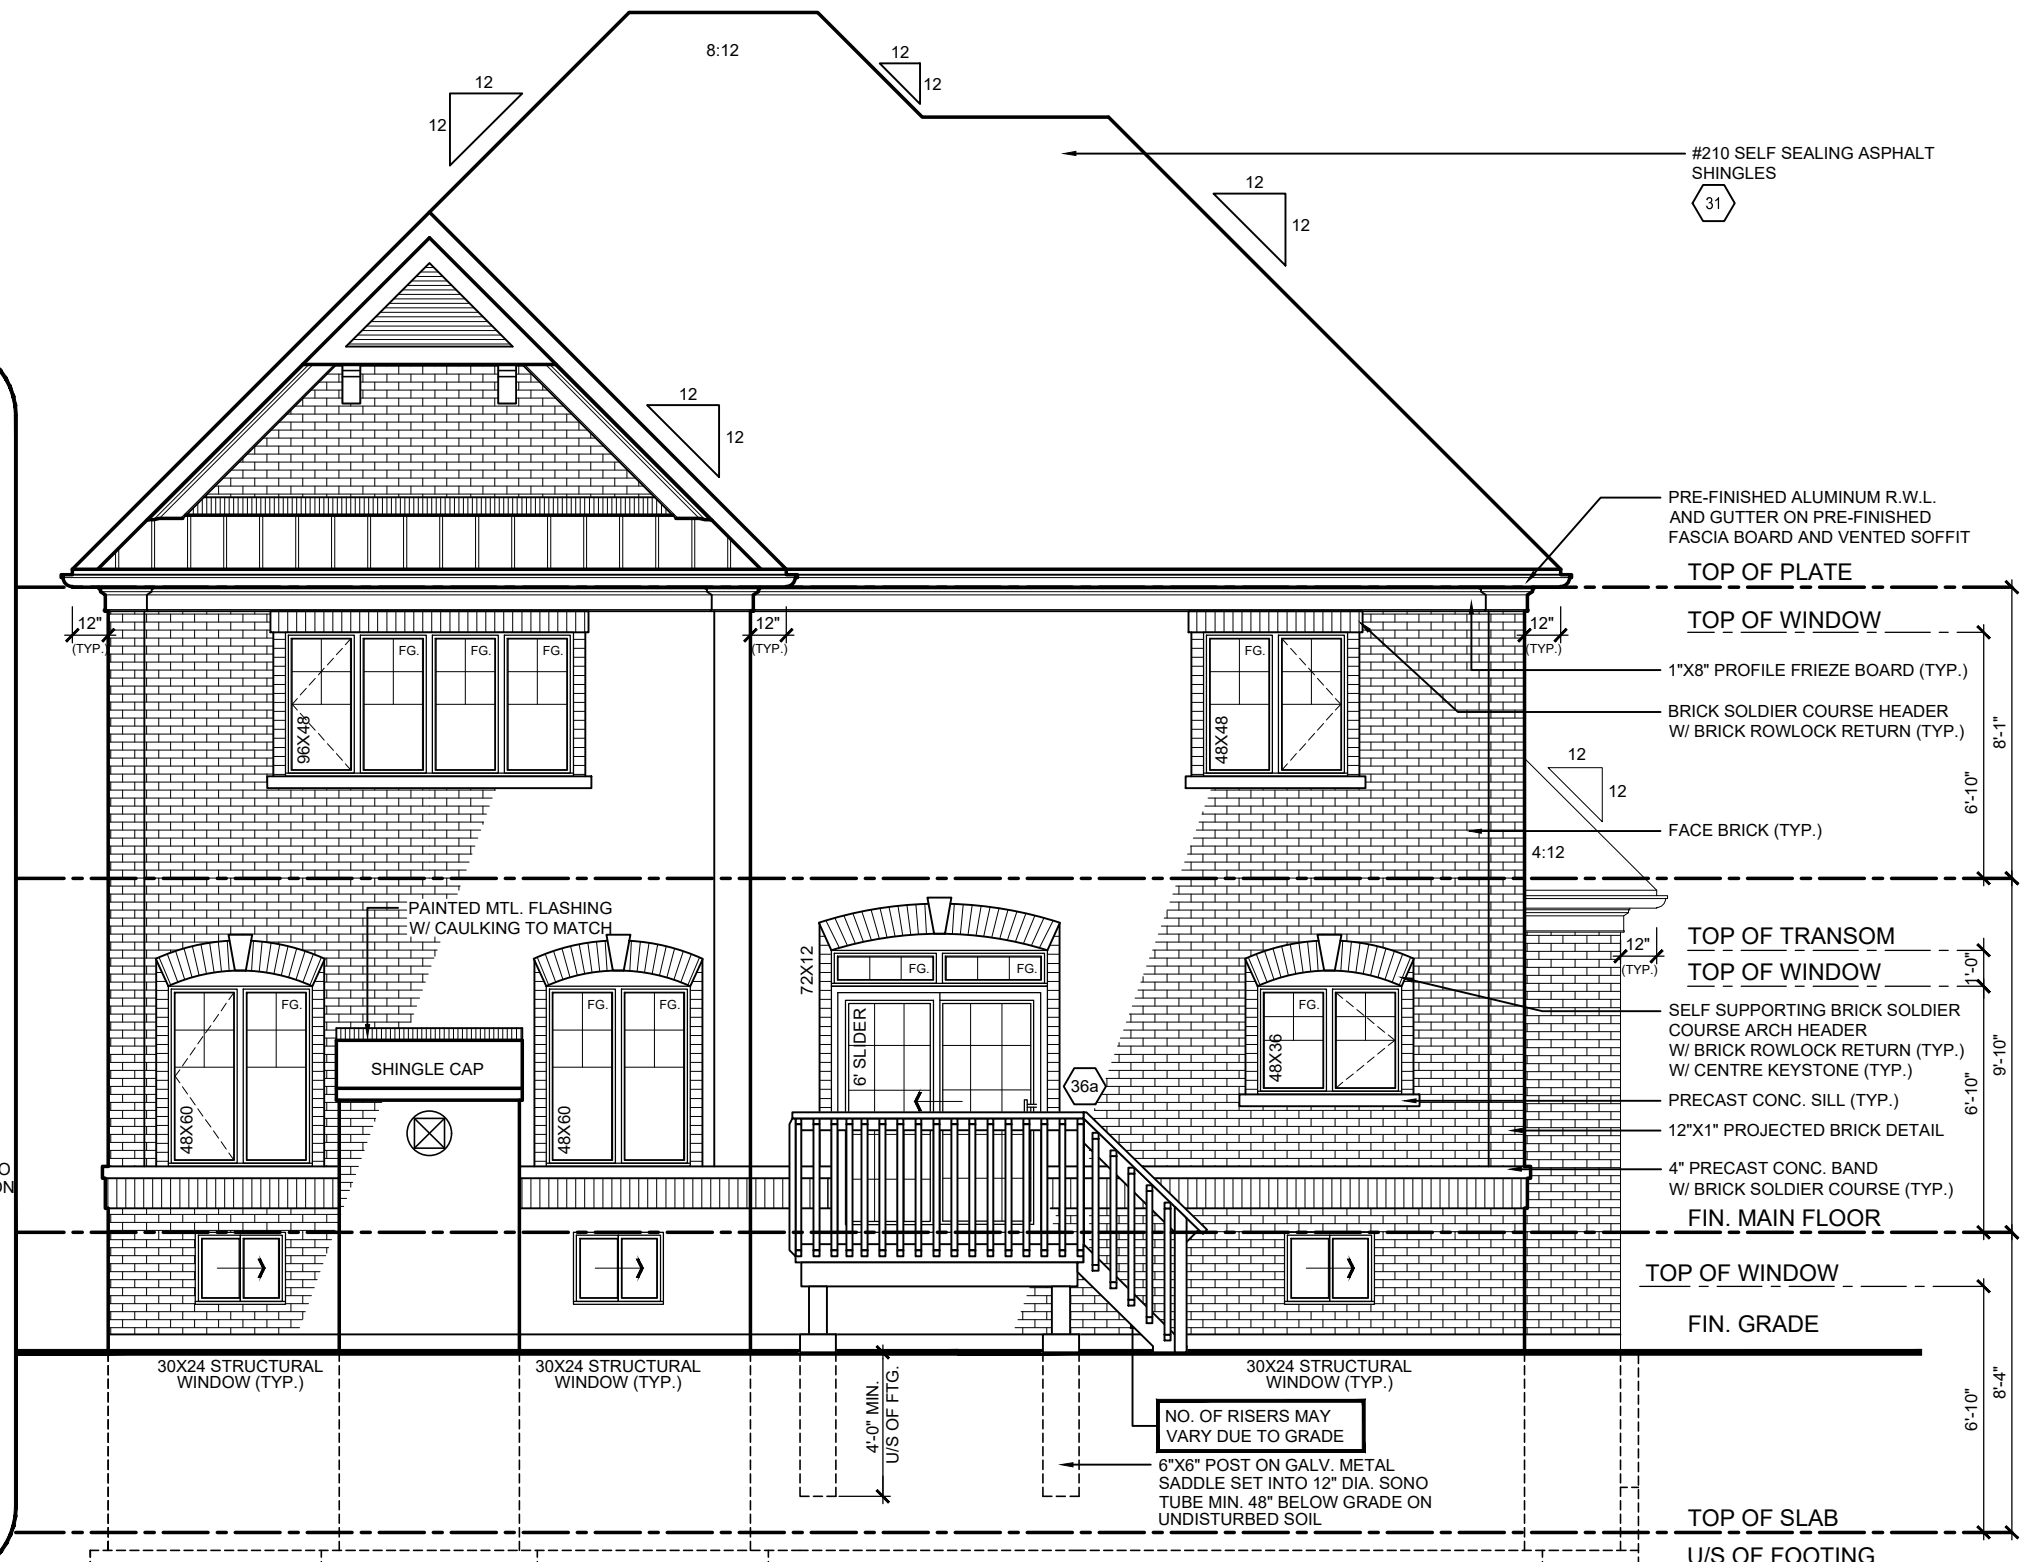 8:12
12
12
12
12
12
12
#210 SELF SEALING ASPHALT
SHINGLES
31
12
12
PRE-FINISHED ALUMINUM R.W.L.
AND GUTTER ON PRE-FINISHED
FASCIA BOARD AND VENTED SOFFIT
TOP OF PLATE
12"
(TYP.)
12"
(TYP.)
12"
(TYP.)
TOP OF WINDOW
FG.
FG.
FG.
96X48
FG.
48X48
1"X8" PROFILE FRIEZE BOARD (TYP.)
BRICK SOLDIER COURSE HEADER
W/ BRICK ROWLOCK RETURN (TYP.)
8'-1"
6'-10"
12
12
4:12
FACE BRICK (TYP.)
PAINTED MTL. FLASHING
W/ CAULKING TO MATCH
12"
(TYP.)
TOP OF TRANSOM
1'-0"
TOP OF WINDOW
72X12
FG.
FG.
FG.
48X60
FG.
FG.
48X60
6' SLIDER
FG.
48X36
SELF SUPPORTING BRICK SOLDIER
COURSE ARCH HEADER
W/ BRICK ROWLOCK RETURN (TYP.)
W/ CENTRE KEYSTONE (TYP.)
9'-10"
6'-10"
SHINGLE CAP
36a
PRECAST CONC. SILL (TYP.)
12"X1" PROJECTED BRICK DETAIL
4" PRECAST CONC. BAND
W/ BRICK SOLDIER COURSE (TYP.)
O
ON
FIN. MAIN FLOOR
TOP OF WINDOW
FIN. GRADE
30X24 STRUCTURAL
WINDOW (TYP.)
30X24 STRUCTURAL
WINDOW (TYP.)
30X24 STRUCTURAL
WINDOW (TYP.)
4'-0" MIN.
U/S OF FTG.
NO. OF RISERS MAY
VARY DUE TO GRADE
6"X6" POST ON GALV. METAL
SADDLE SET INTO 12" DIA. SONO
TUBE MIN. 48" BELOW GRADE ON
UNDISTURBED SOIL
8'-4"
6'-10"
TOP OF SLAB
U/S OF FOOTING